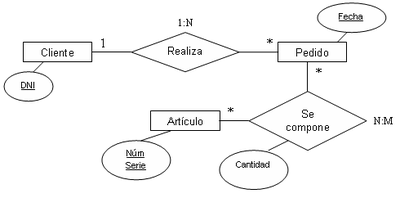 Fecha
1:N
Cliente
1
Realiza
*
Pedido
DNI
*
Artículo
*
Se
compone
N:M
Núm
Serie
Cantidad